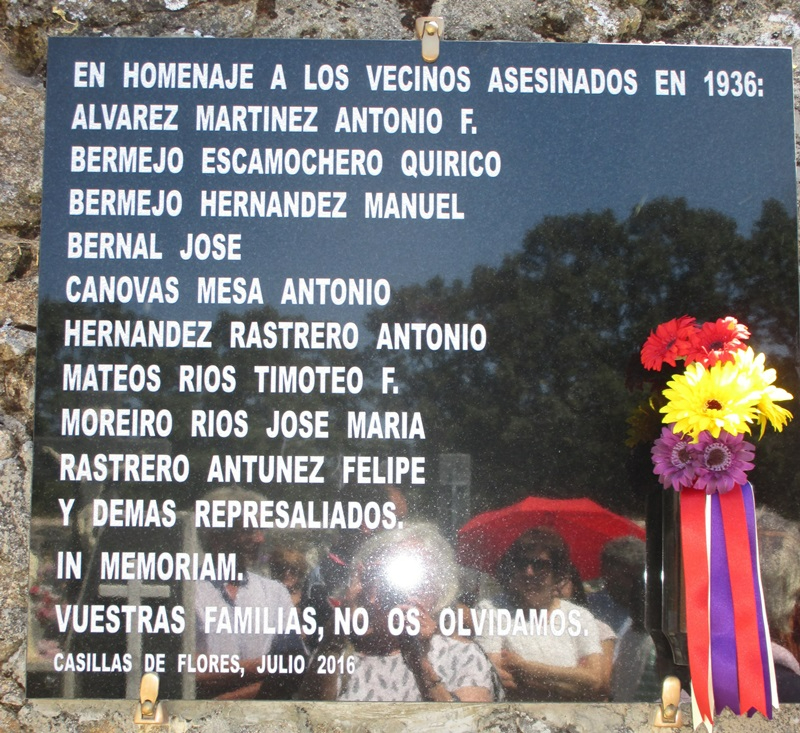 EN HOMENAJE A LOS VECINOS ASESINADOS EN 1936:
ALVAREZ MARTINEZ ANTONIO F.
BERMEJO ESCAMOCHERO QUIRICO
BERMEJO HERNANDEZ MANUEL
BERNAL JOSE
CANOVAS MESA ANTONIO
HERNANDEZ RASTRERO ANTONIO
MATEOS RIOS TIMOTEO F.
MOREIRO RIOS JOSE MARIA
RASTRERO ANTUNEZ FELIPE
Y DEMAS REPRESALIADOS.
IN MEMORIAM.
VUESTRAS FAMILIAS, NO OS OLVIDAMOS.
CASILLAS DE FLORES, JULIO 2016